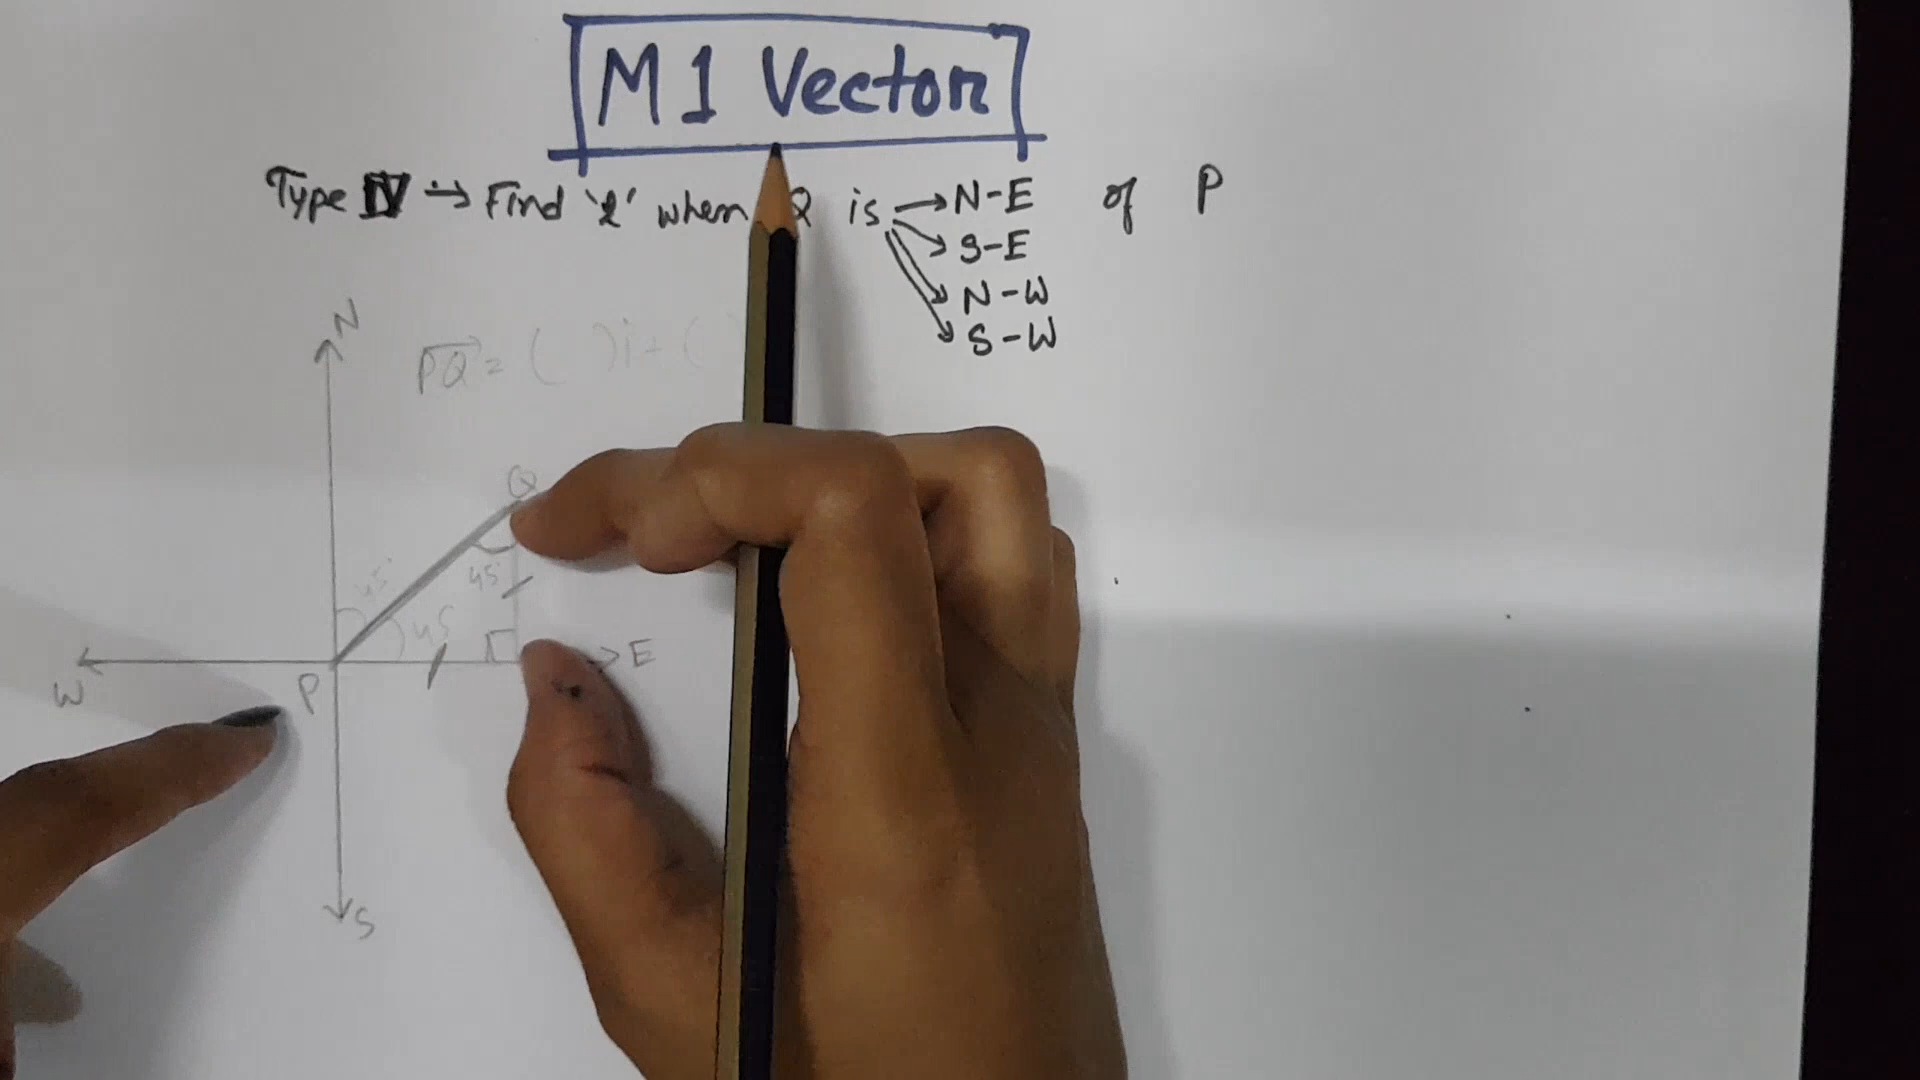 M1 Vector
Type IV → Find 't' when Q is → N-E of P
S-E
N-W
S-W
N
PQ = ( )i + (
Q
45°
45
45
E
W
P
S